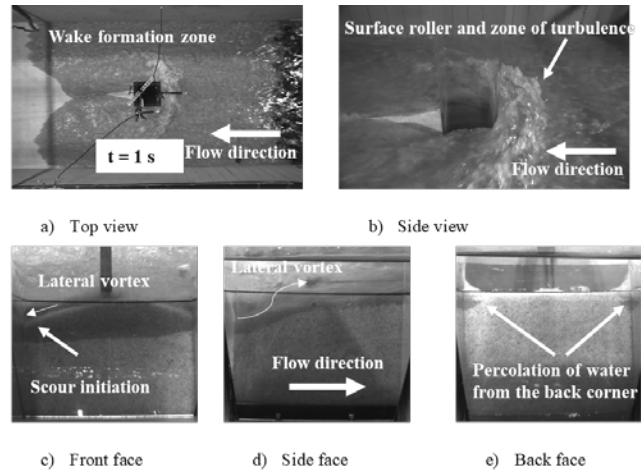 Wake formation zone
t = 1 s
Flow direction
Surface roller and zone of turbulence
Flow direction
a) Top view
b) Side view
Lateral vortex
Scour initiation
Lateral vortex
Flow direction
Percolation of water
from the back corner
c) Front face
d) Side face
e) Back face